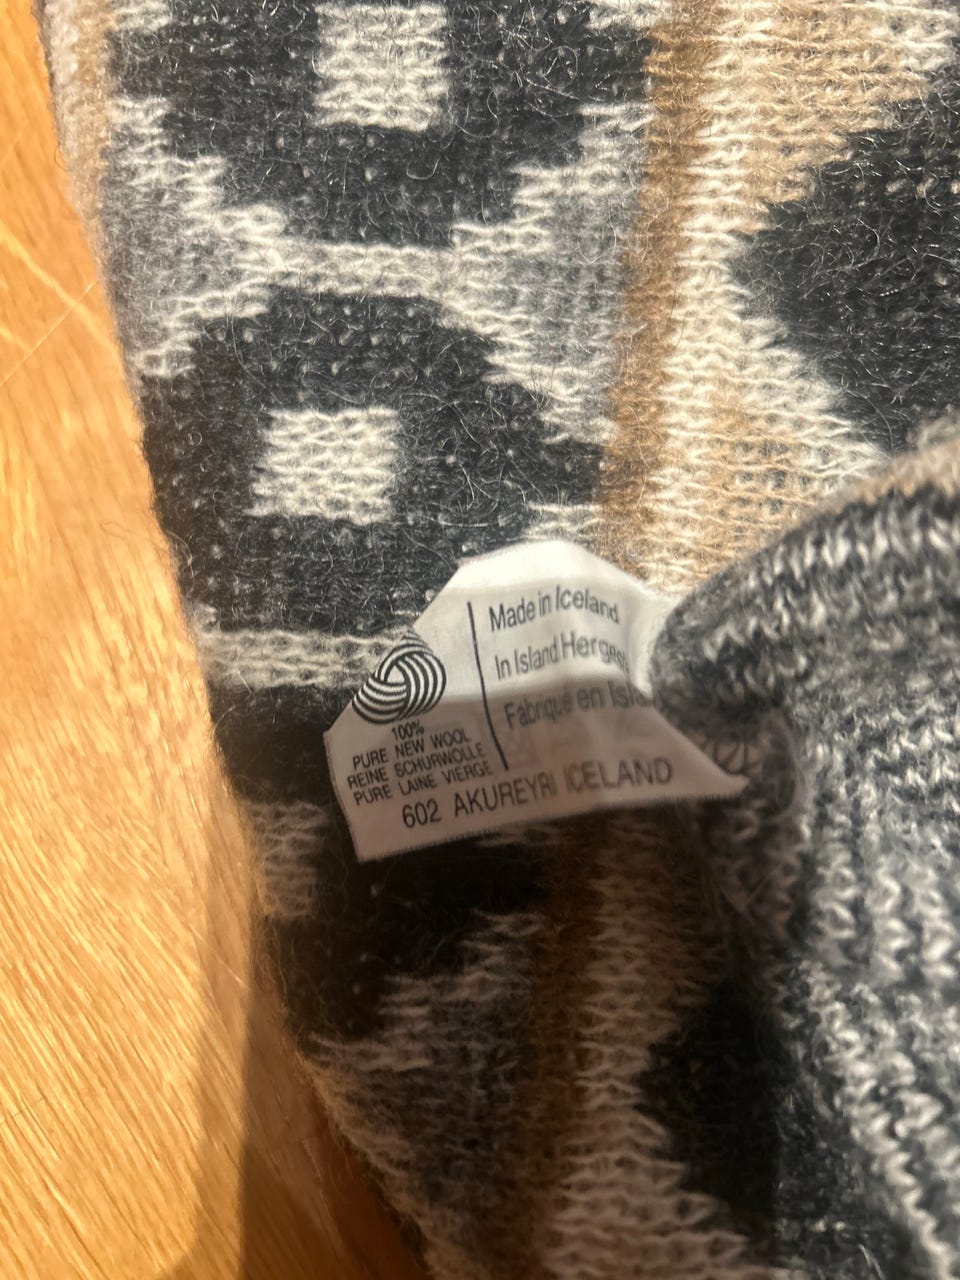 Made in Iceland
In Island
Fabriqué en
100%
PURE NEW WOOL
REINE SCHURWOLLE
PURE LAINE VIERGE
602 AKUREYRI ICELAND